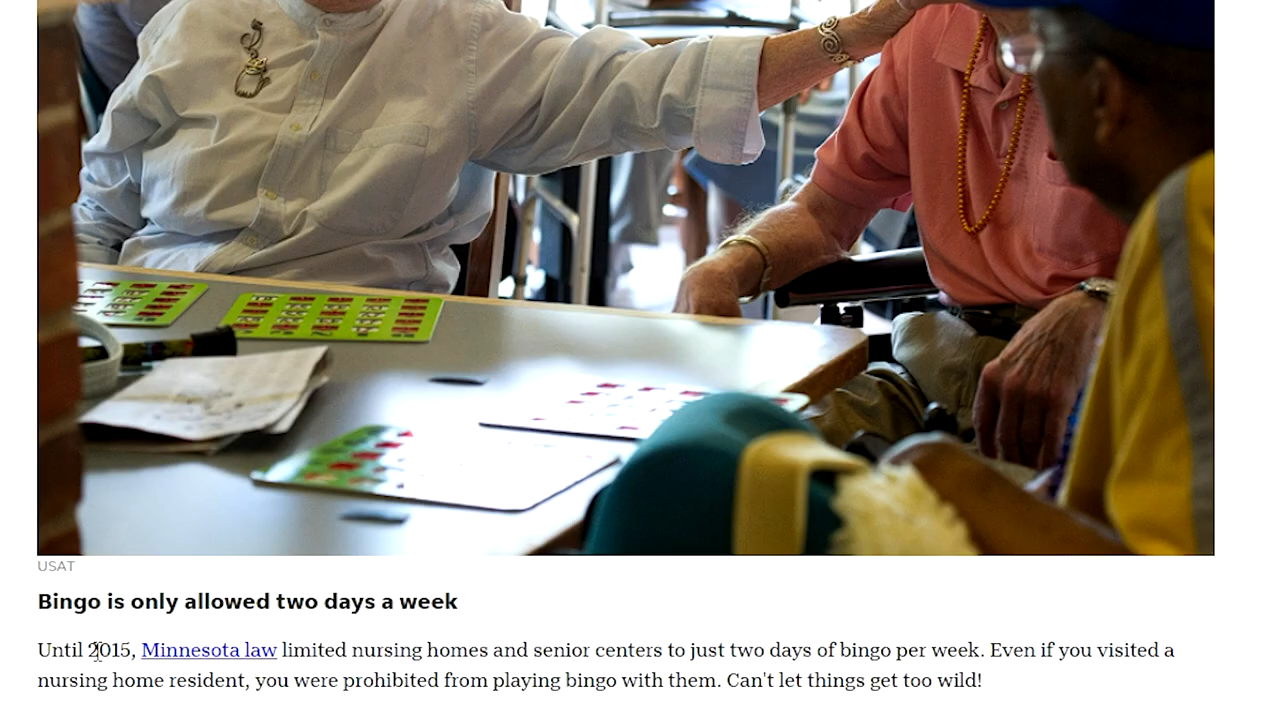 USAT
Bingo is only allowed two days a week
Until 2015, Minnesota law limited nursing homes and senior centers to just two days of bingo per week. Even if you visited a
nursing home resident, you were prohibited from playing bingo with them. Can't let things get too wild!